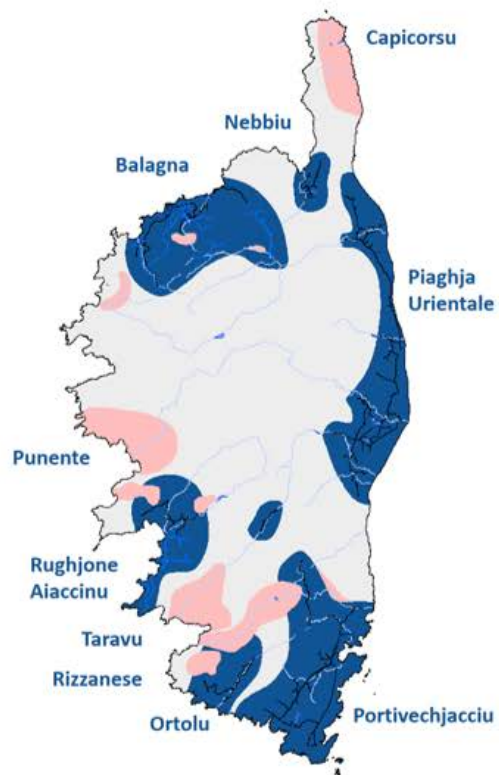 Capicorsu
Nebbiu
Balagna
Piaghja
Urientale
Punente
Rughjone
Aiaccinu
Taravu
Rizzanese
Ortolu
Portivechjacciu